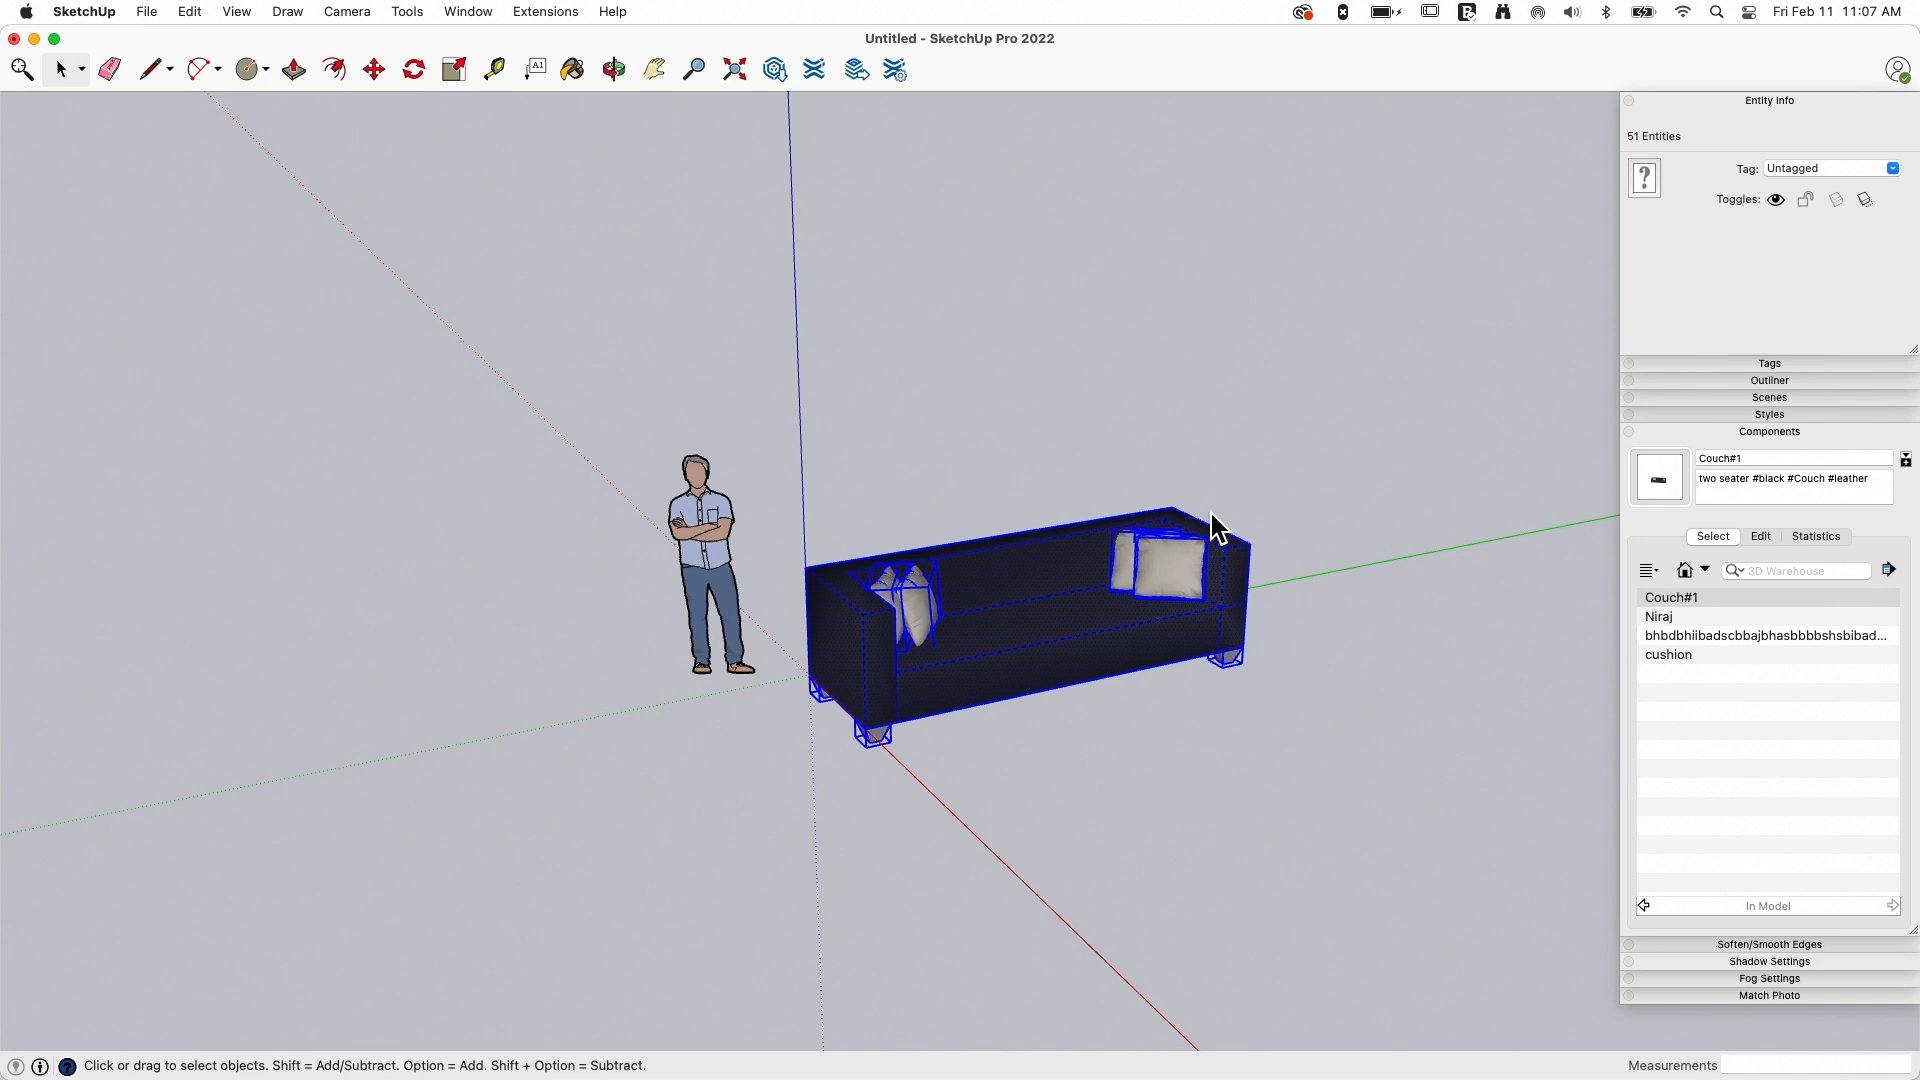 SketchUp File Edit View Draw Camera Tools Window Extensions Help Fri Feb 11 11:07 AM
Untitled - SketchUp Pro 2022
A1
Entity Info
51 Entities
Tag: Untagged
?
Toggles:
Tags
Outliner
Scenes
Styles
Components
Couch#1
two seater #black #Couch #leather
Select Edit Statistics
3D Warehouse
Couch#1
Niraj
bhbdbhiibadscbbajbhasbbbbshsbibad...
cushion
In Model
Soften/Smooth Edges
Shadow Settings
Fog Settings
Match Photo
Click or drag to select objects. Shift = Add/Subtract. Option = Add. Shift + Option = Subtract.
Measurements